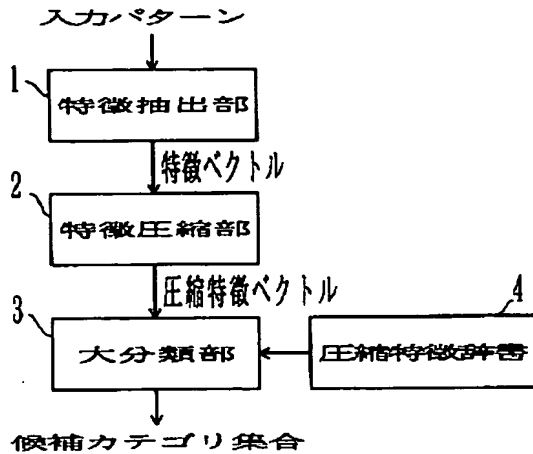 入力パターン
1
特徴抽出部
特徴ベクトル
2
特徴圧縮部
圧縮特徴ベクトル
3
大分類部
4
圧縮特徴辞書
候補カテゴリ集合